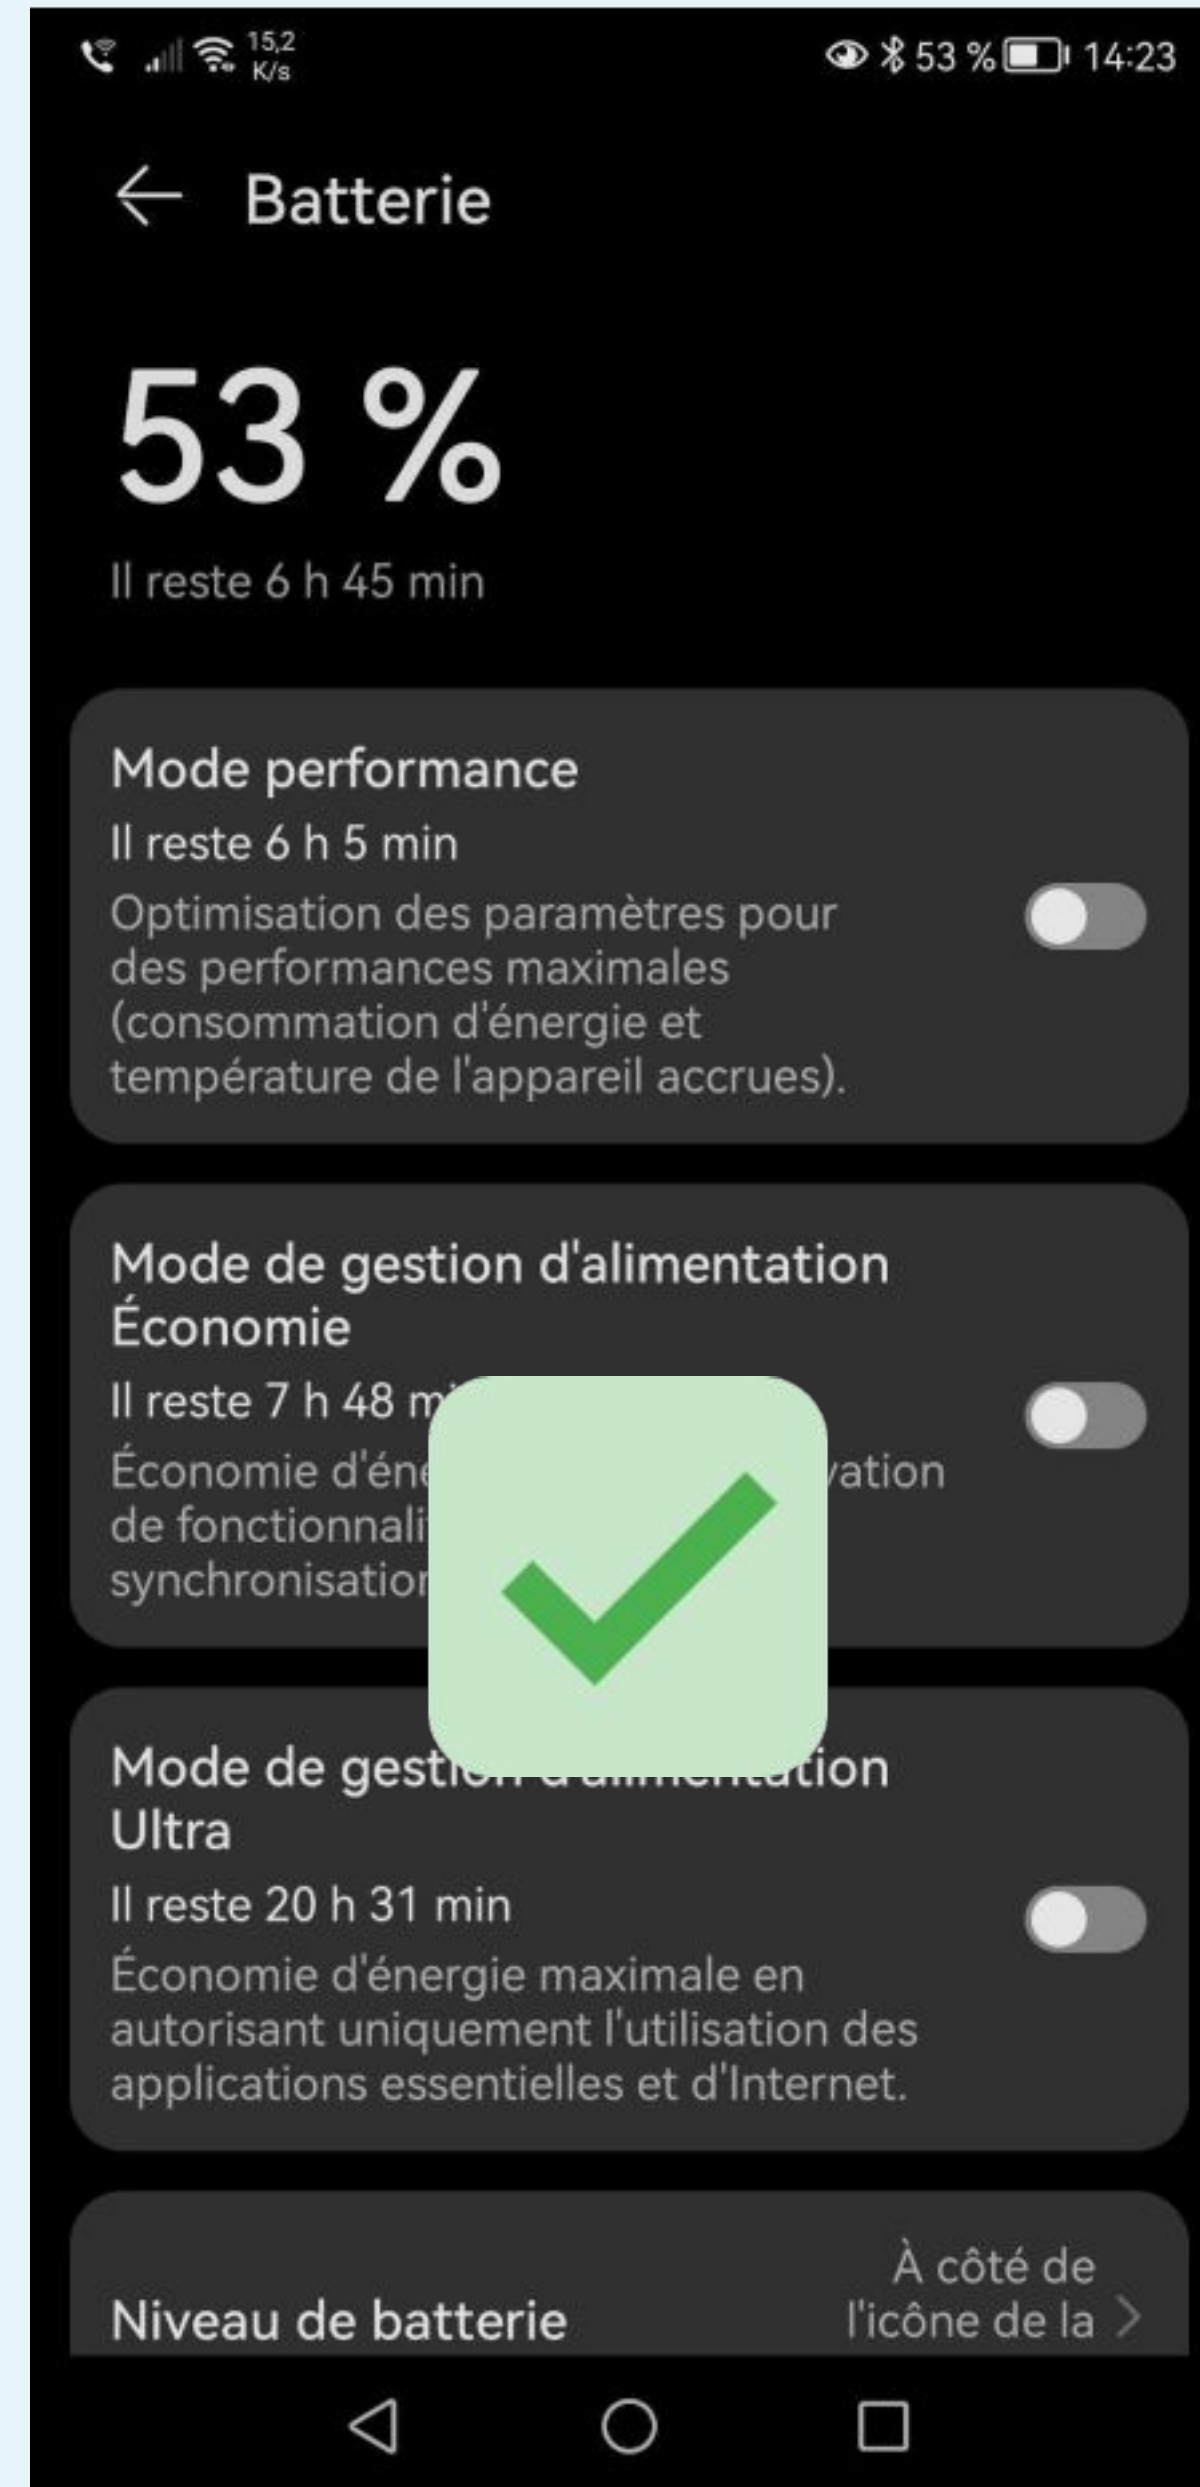 15,2
K/s
53 %
14:23
Batterie
53 %
Il reste 6 h 45 min
Mode performance
Il reste 6 h 5 min
Optimisation des paramètres pour
des performances maximales
(consommation d'énergie et
température de l'appareil accrues).
Mode de gestion d'alimentation
Économie
Il reste 7 h 48
Économie
de
Mode de
Ultra
Il reste 20 h 31 min
Économie d'énergie maximale en
autorisant uniquement l'utilisation des
applications essentielles et d'Internet.
À côté de
l'icône de la
Niveau de batterie